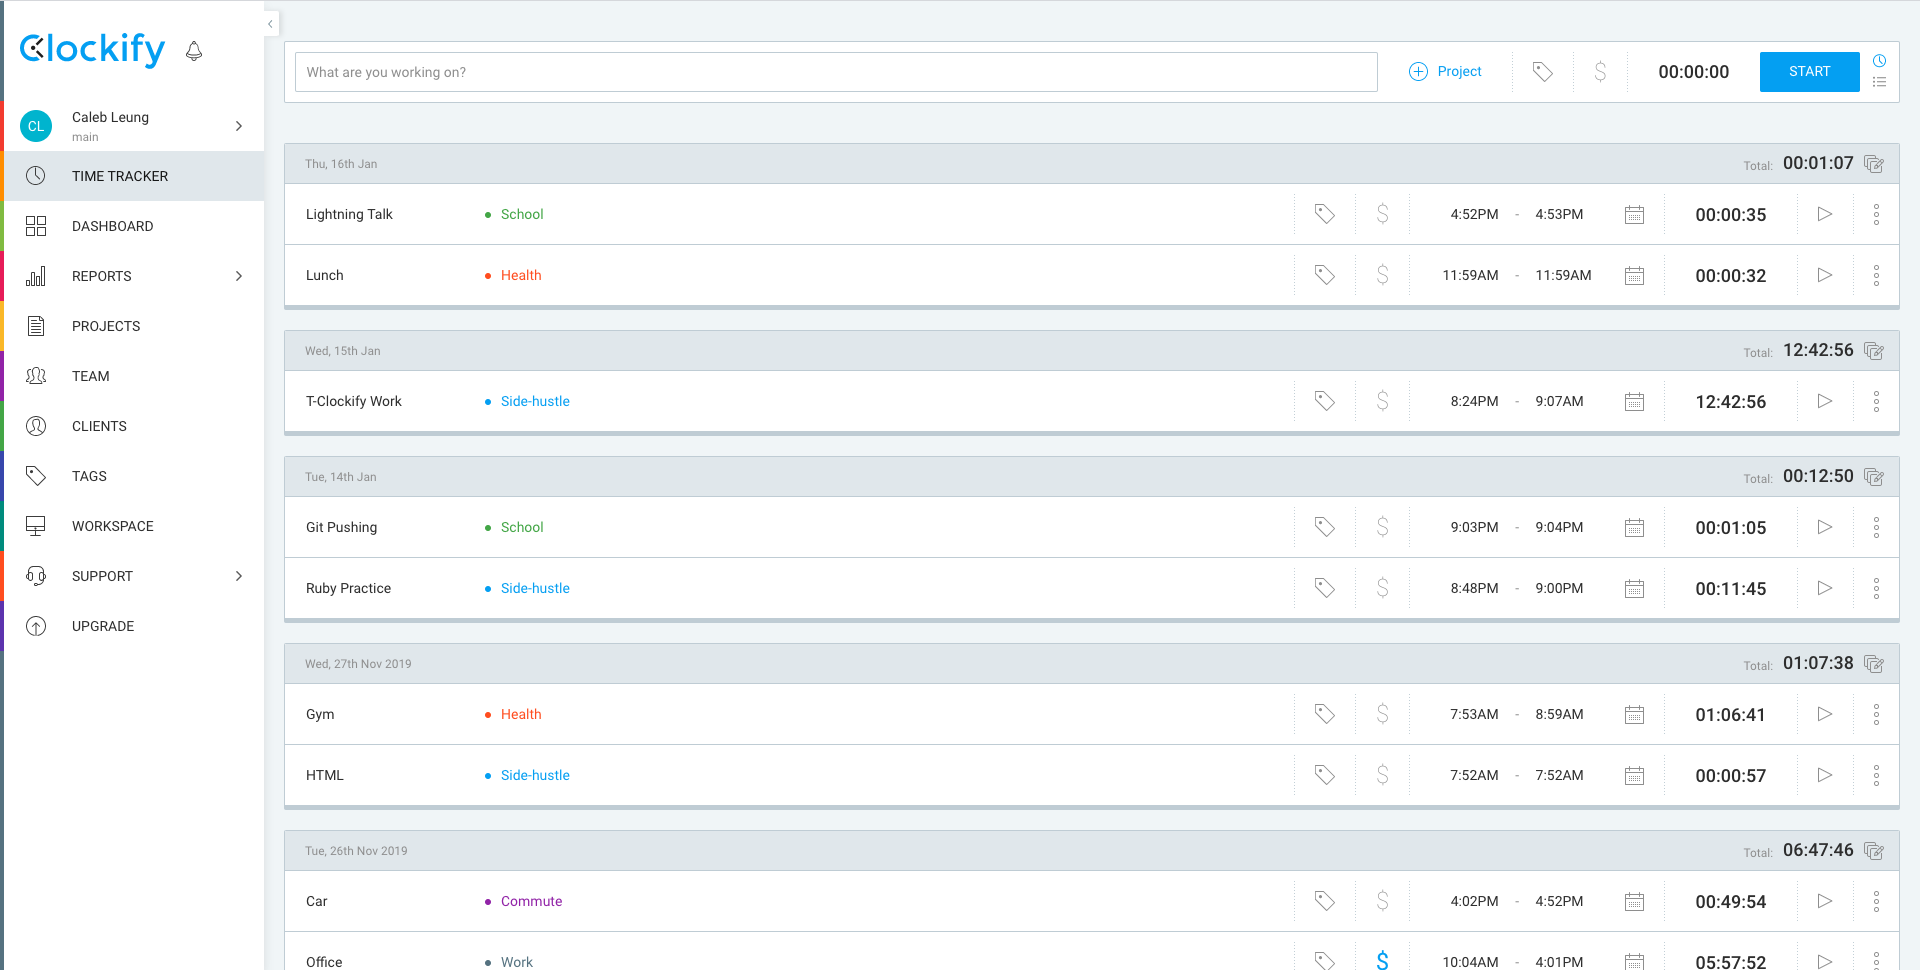 Clockify
CL
Caleb Leung
main
TIME TRACKER
DASHBOARD
REPORTS
PROJECTS
TEAM
CLIENTS
TAGS
WORKSPACE
SUPPORT
UPGRADE
What are you working on? Project $ 00:00:00 START
Thu, 16th Jan Total: 00:01:07
Lightning Talk • School $ 4:52PM - 4:53PM 00:00:35
Lunch • Health $ 11:59AM - 11:59AM 00:00:32
Wed, 15th Jan Total: 12:42:56
T-Clockify Work • Side-hustle $ 8:24PM - 9:07AM 12:42:56
Tue, 14th Jan Total: 00:12:50
Git Pushing • School $ 9:03PM - 9:04PM 00:01:05
Ruby Practice • Side-hustle $ 8:48PM - 9:00PM 00:11:45
Wed, 27th Nov 2019 Total: 01:07:38
Gym • Health $ 7:53AM - 8:59AM 01:06:41
HTML • Side-hustle $ 7:52AM - 7:52AM 00:00:57
Tue, 26th Nov 2019 Total: 06:47:46
Car • Commute $ 4:02PM - 4:52PM 00:49:54
Office • Work $ 10:04AM - 4:01PM 05:57:52